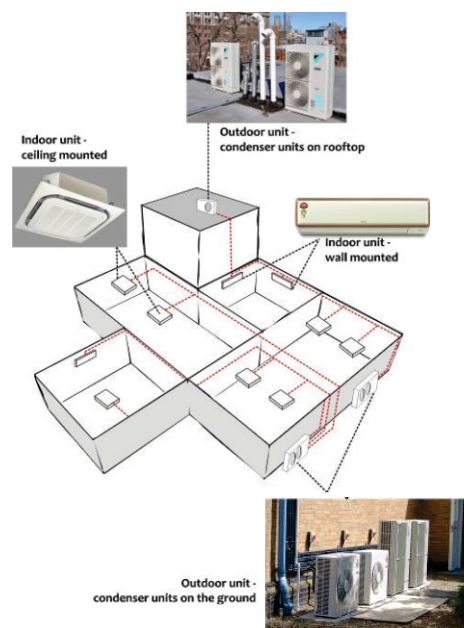 Outdoor unit -
condenser units on rooftop
Indoor unit -
ceiling mounted
Indoor unit -
wall mounted
Outdoor unit -
condenser units on the ground